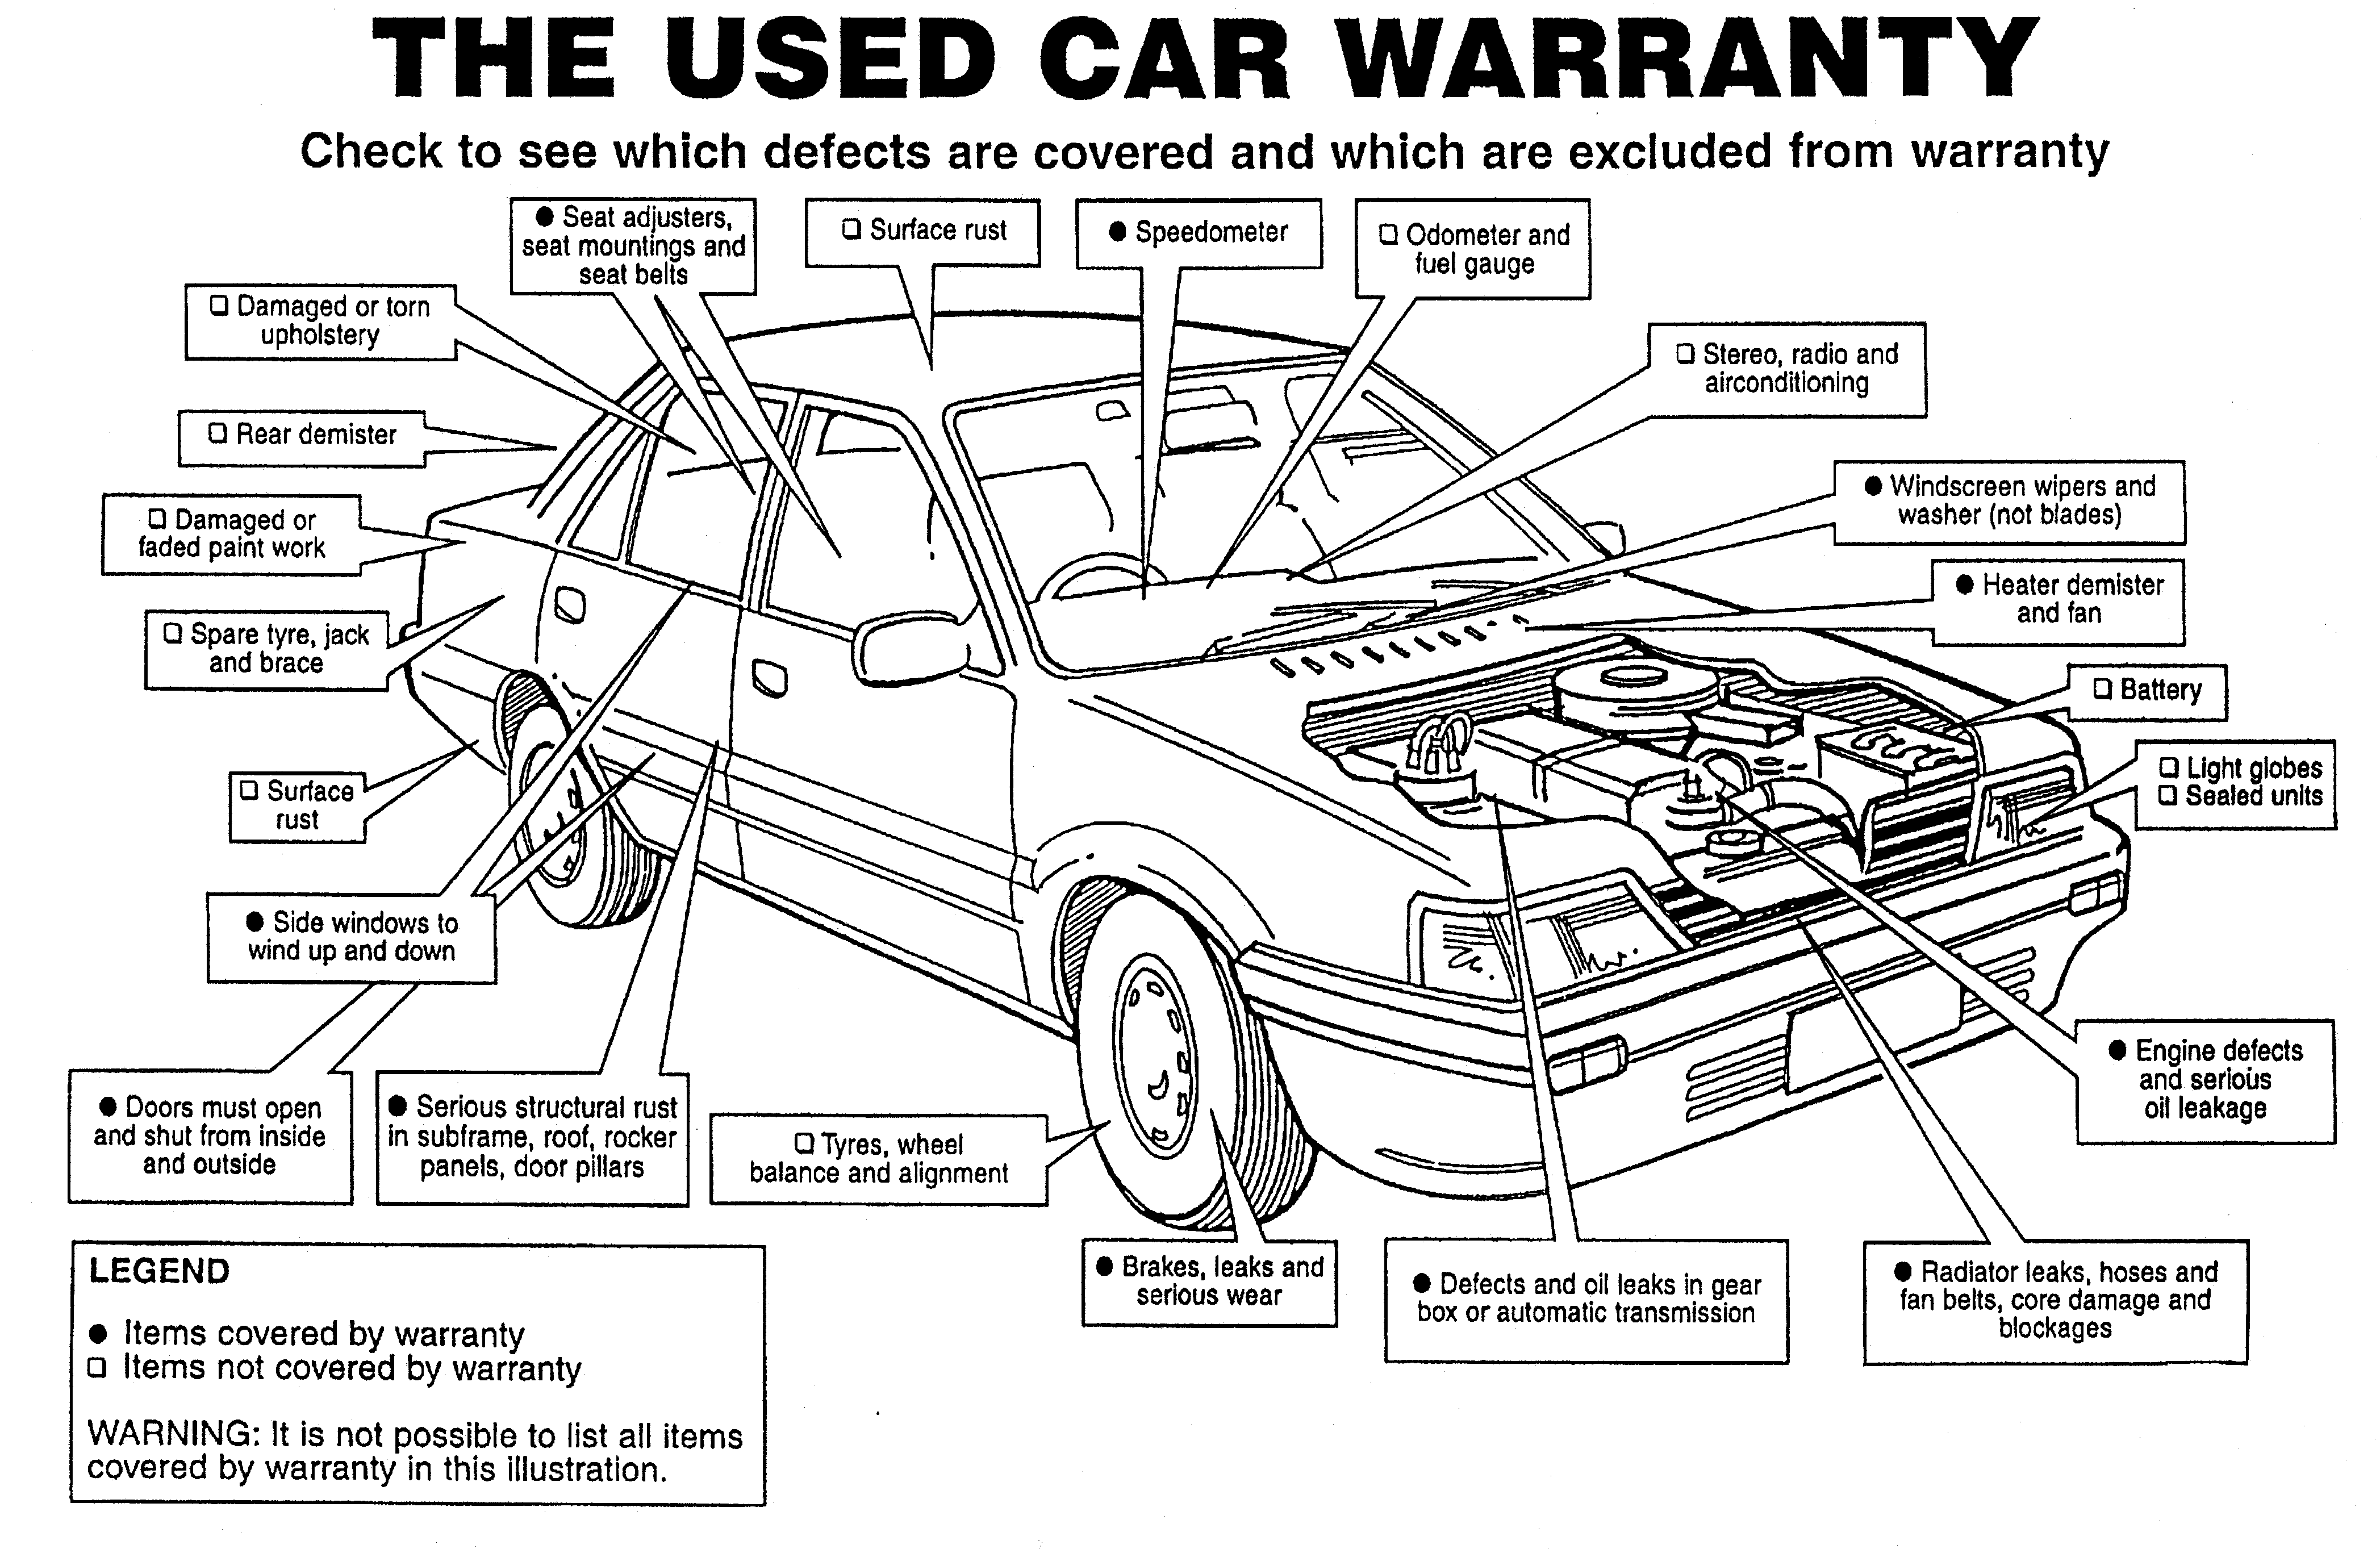 THE USED CAR WARRANTY
Check to see which defects are covered and which are excluded from warranty
● Seat adjusters,
seat mountings and
seat belts
❑ Surface rust
● Speedometer
❑ Odometer and
fuel gauge
❑ Damaged or torn
upholstery
❑ Stereo, radio and
airconditioning
❑ Rear demister
● Windscreen wipers and
washer (not blades)
❑ Damaged or
faded paint work
● Heater demister
and fan
❑ Spare tyre, jack
and brace
❑ Battery
❑ Light globes
❑ Sealed units
❑ Surface
rust
● Side windows to
wind up and down
● Engine defects
and serious
oil leakage
● Doors must open
and shut from inside
and outside
● Serious structural rust
in subframe, roof, rocker
panels, door pillars
❑ Tyres, wheel
balance and alignment
● Brakes, leaks and
serious wear
● Defects and oil leaks in gear
box or automatic transmission
● Radiator leaks, hoses and
fan belts, core damage and
blockages
LEGEND
● Items covered by warranty
❑ Items not covered by warranty
WARNING: It is not possible to list all items
covered by warranty in this illustration.